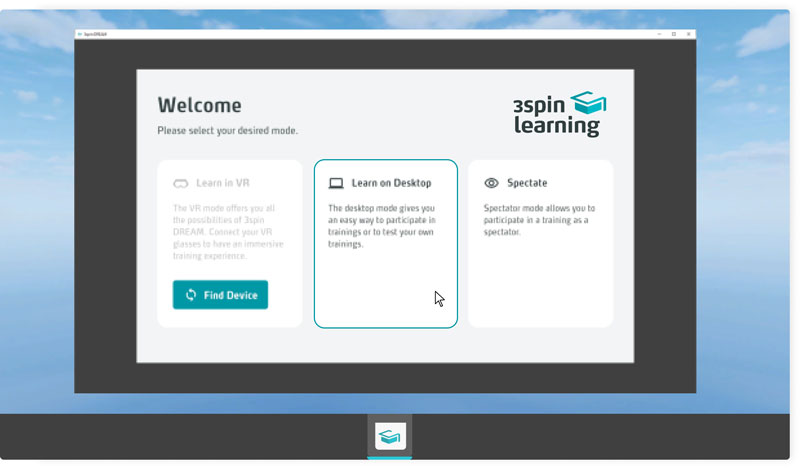 3spin DREAM
Welcome
3spin
learning
Please select your desired mode.
Learn in VR
The VR mode offers you all
the possibilities of 3spin
DREAM. Connect your VR
glasses to have an immersive
training experience.
Find Device
Learn on Desktop
The desktop mode gives you
an easy way to participate in
trainings or to test your own
trainings.
Spectate
Spectator mode allows you to
participate in a training as a
spectator.